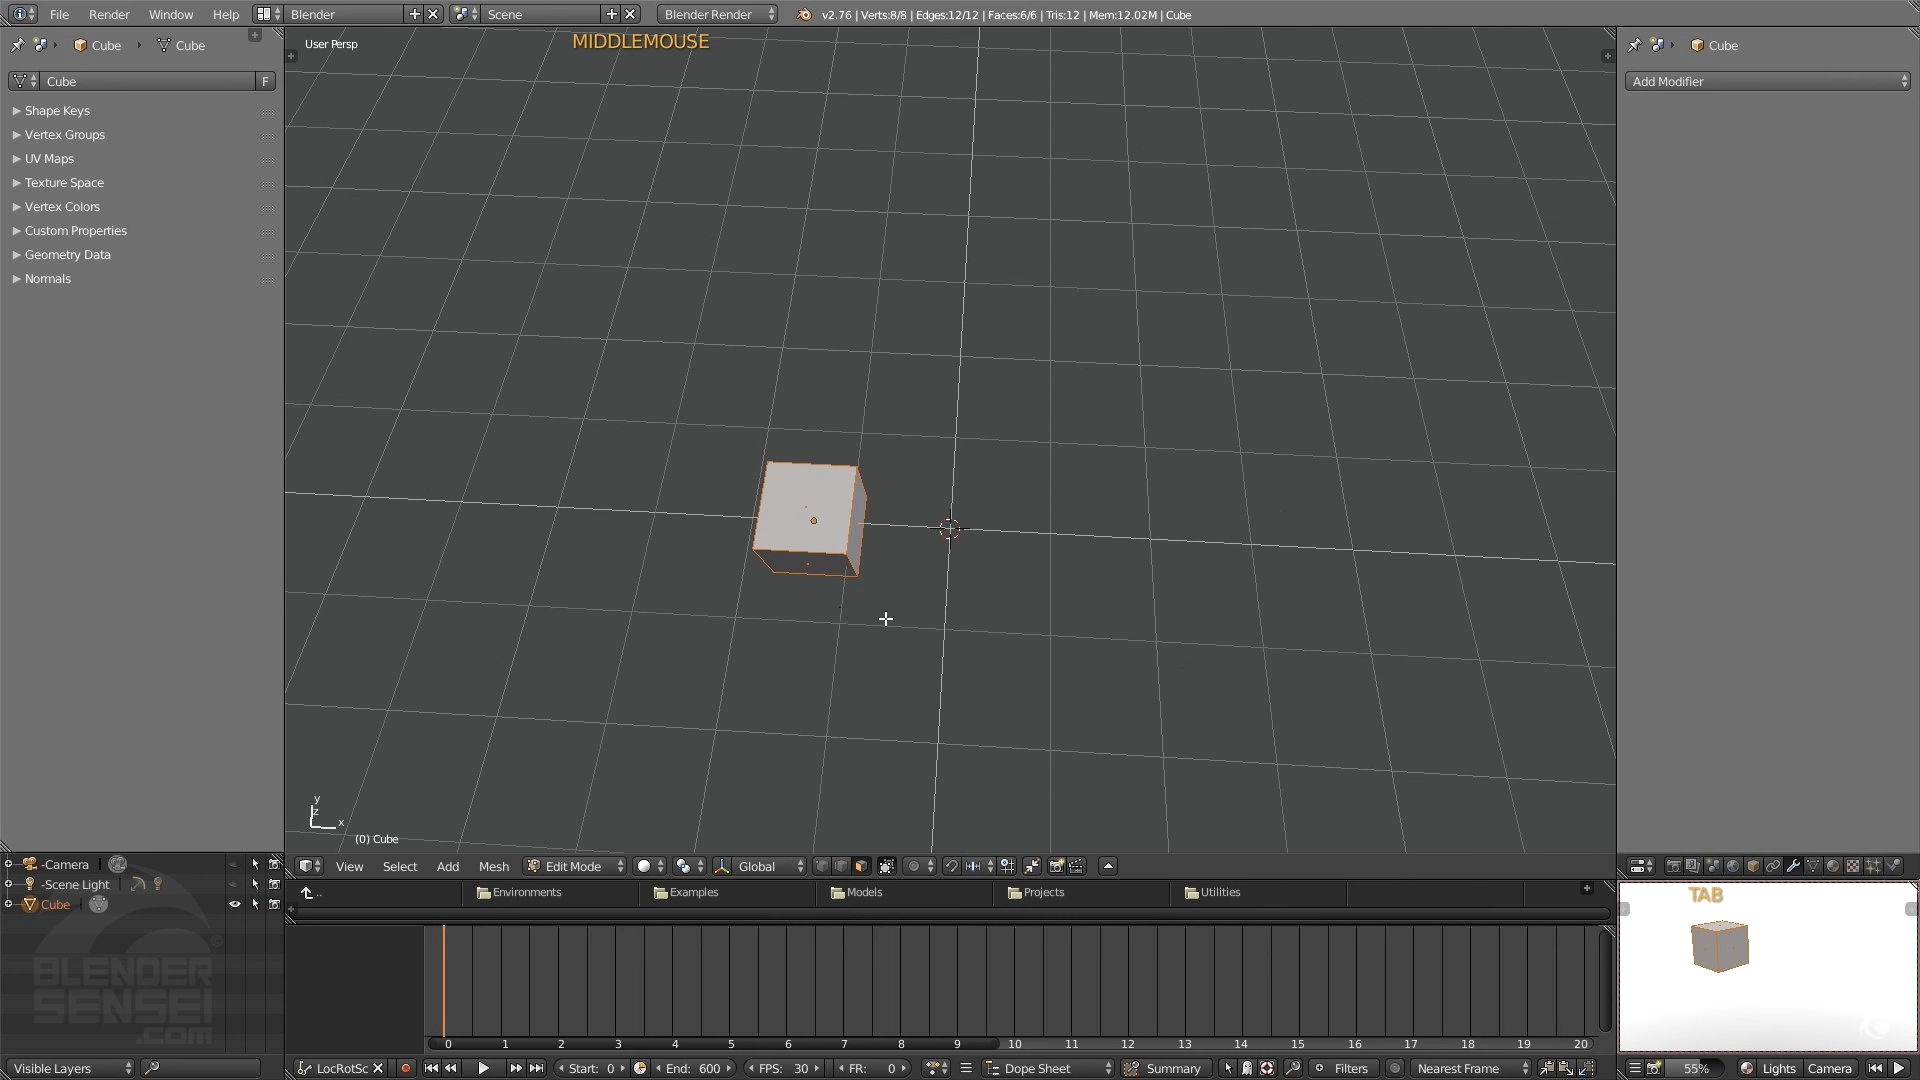 File Render Window Help Blender Scene Blender Render v2.76 | Verts:8/8 | Edges:12/12 | Faces:6/6 | Tris:12 | Mem:12.02M | Cube
Cube Cube
User Persp
MIDDLEMOUSE
Cube
Cube F
Add Modifier
Shape Keys
Vertex Groups
UV Maps
Texture Space
Vertex Colors
Custom Properties
Geometry Data
Normals
y
z
x
(0) Cube
-Camera
-Scene Light
Cube
View Select Add Mesh Edit Mode Global
.. Environments Examples Models Projects Utilities
TAB
BLENDER
SENSEI
.COM
0 1 2 3 4 5 6 7 8 9 10 11 12 13 14 15 16 17 18 19 20
Visible Layers LocRotSc Start: 0 End: 600 FPS: 30 FR: 0 Dope Sheet Summary Filters Nearest Frame 55% Lights Camera